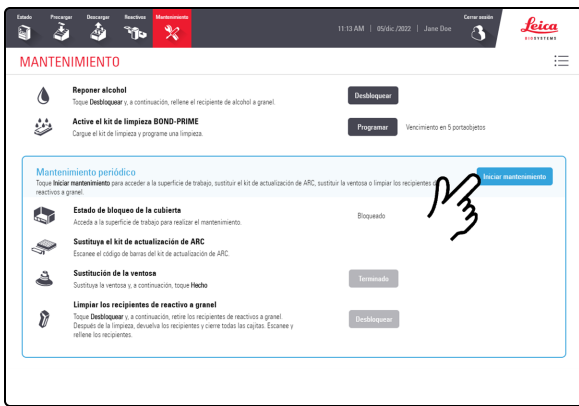 Estado Precargar Descargar Reactivos Mantenimiento Cerrar sesión
11:13 AM | 05/dic./2022 | Jane Doe
Leica
BIOSYSTEMS
MANTENIMIENTO
Reponer alcohol
Toque Desbloquear y, a continuación, rellene el recipiente de alcohol a granel.
Desbloquear
Active el kit de limpieza BOND-PRIME
Cargue el kit de limpieza y programe una limpieza.
Programar Vencimiento en 5 portaobjetos
Mantenimiento periódico
Toque Iniciar mantenimiento para acceder a la superficie de trabajo, sustituir el kit de actualización de ARC, sustituir la ventosa o limpiar los recipientes de
reactivos a granel.
Iniciar mantenimiento
Estado de bloqueo de la cubierta
Acceda a la superficie de trabajo para realizar el mantenimiento.
Bloqueado
Sustituya el kit de actualización de ARC
Escanee el código de barras del kit de actualización de ARC.
Sustitución de la ventosa
Sustituya la ventosa y, a continuación, toque Hecho
Terminado
Limpiar los recipientes de reactivo a granel
Toque Desbloquear y, a continuación, retire los recipientes de reactivos a granel.
Después de la limpieza, devuelva los recipientes y cierre todas las cajitas. Escanee y
rellene los recipientes.
Desbloquear